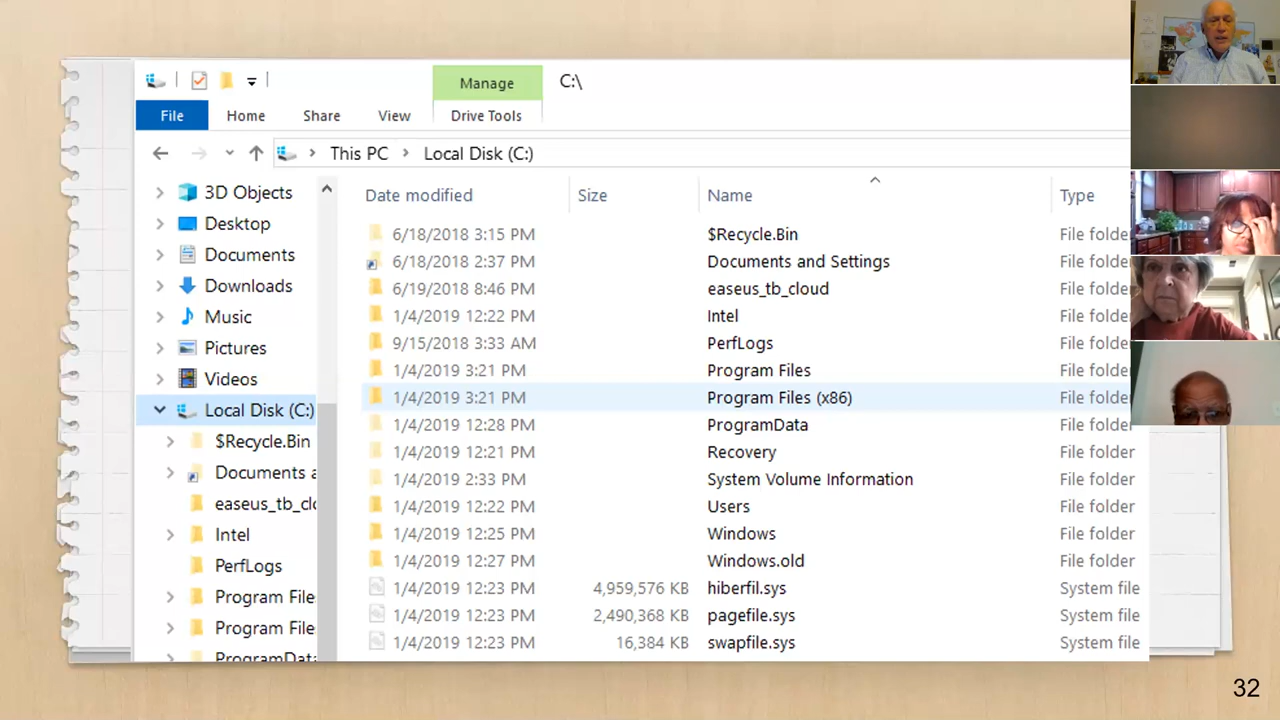 Manage
C:\
File
Home
Share
View
Drive Tools
This PC
Local Disk (C:)
3D Objects
Desktop
Documents
Downloads
Music
Pictures
Videos
Local Disk (C:)
$Recycle.Bin
Documents a
easeus_tb_clo
Intel
PerfLogs
Program File
Program File
ProgramData
Date modified Size Name Type
6/18/2018 3:15 PM $Recycle.Bin File folder
6/18/2018 2:37 PM Documents and Settings File folder
6/19/2018 8:46 PM easeus_tb_cloud File folder
1/4/2019 12:22 PM Intel File folder
9/15/2018 3:33 AM PerfLogs File folder
1/4/2019 3:21 PM Program Files File folder
1/4/2019 3:21 PM Program Files (x86) File folder
1/4/2019 12:28 PM ProgramData File folder
1/4/2019 12:21 PM Recovery File folder
1/4/2019 2:33 PM System Volume Information File folder
1/4/2019 12:22 PM Users File folder
1/4/2019 12:25 PM Windows File folder
1/4/2019 12:27 PM Windows.old File folder
1/4/2019 12:23 PM 4,959,576 KB hiberfil.sys System file
1/4/2019 12:23 PM 2,490,368 KB pagefile.sys System file
1/4/2019 12:23 PM 16,384 KB swapfile.sys System file
32